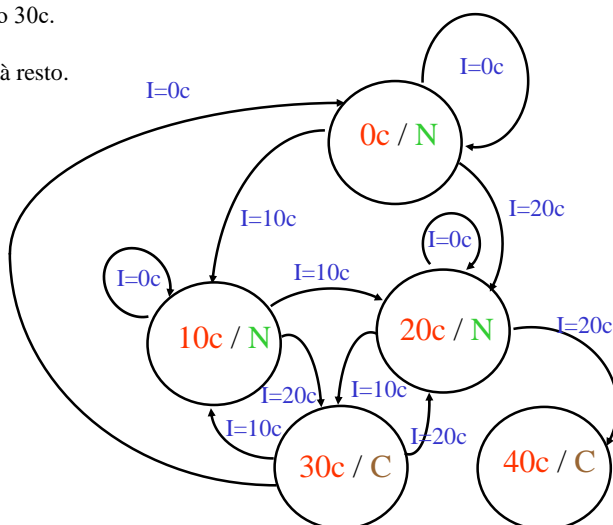 o 30c.
à resto.
I=0c
I=0c
0c / N
I=10c
I=20c
I=0c
I=0c
I=10c
10c / N
20c / N
I=20c
I=20c
I=10c
I=10c
I=20c
30c / C
40c / C